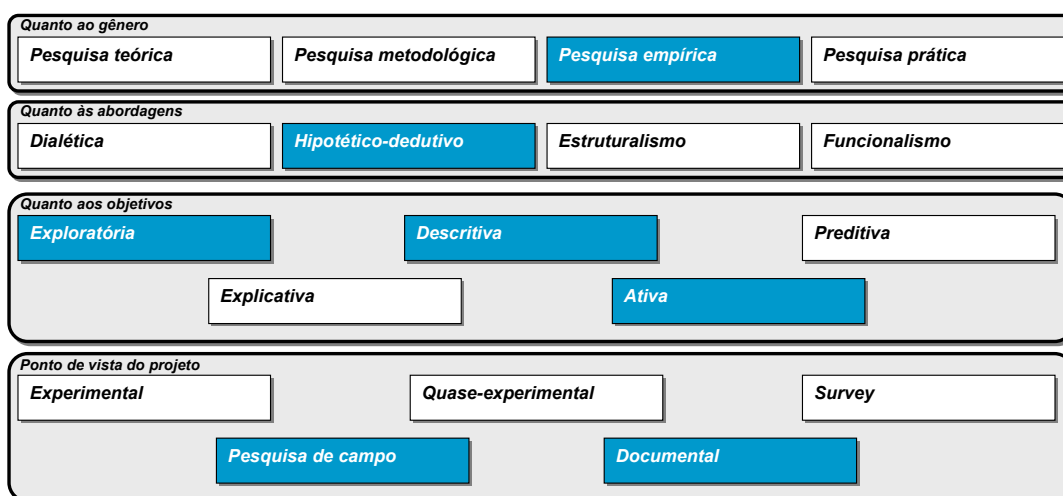 Quanto ao gênero
Pesquisa teórica
Pesquisa metodológica
Pesquisa empírica
Pesquisa prática
Quanto às abordagens
Dialética
Hipotético-dedutivo
Estruturalismo
Funcionalismo
Quanto aos objetivos
Exploratória
Descritiva
Preditiva
Explicativa
Ativa
Ponto de vista do projeto
Experimental
Quase-experimental
Survey
Pesquisa de campo
Documental